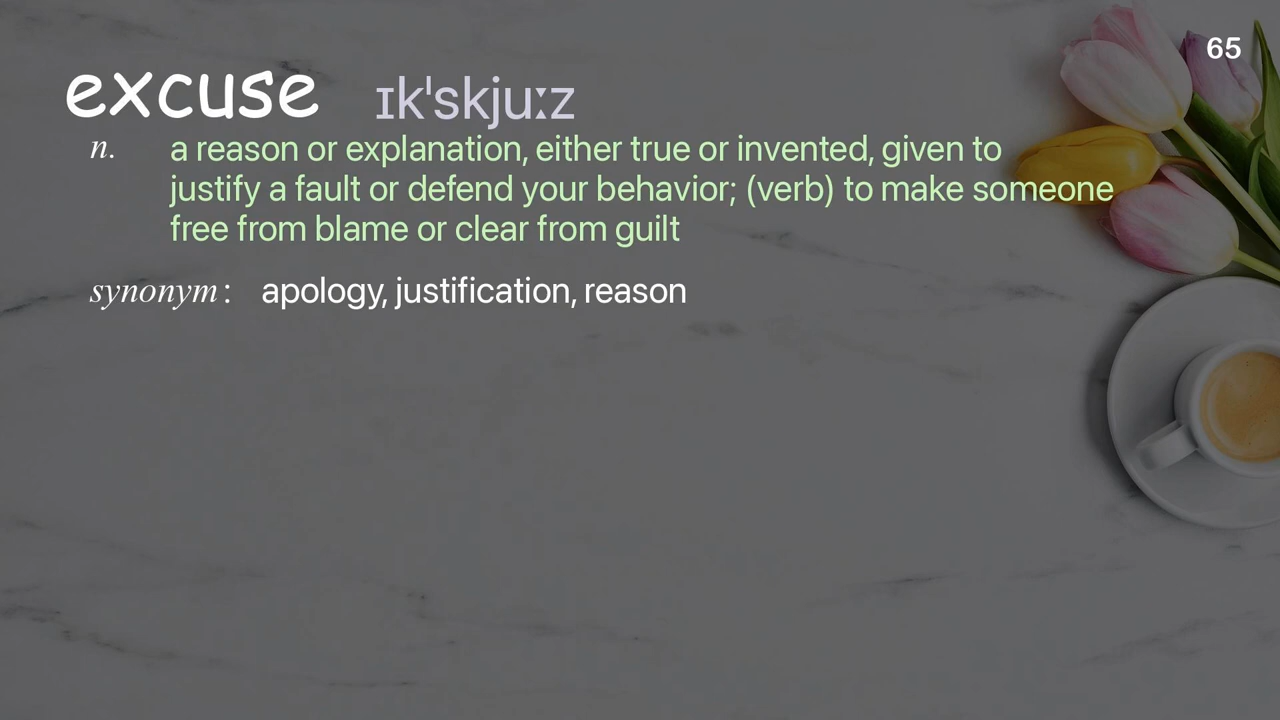 65
excuse ɪk'skjuːz
n. a reason or explanation, either true or invented, given to
justify a fault or defend your behavior; (verb) to make someone
free from blame or clear from guilt
synonym: apology, justification, reason